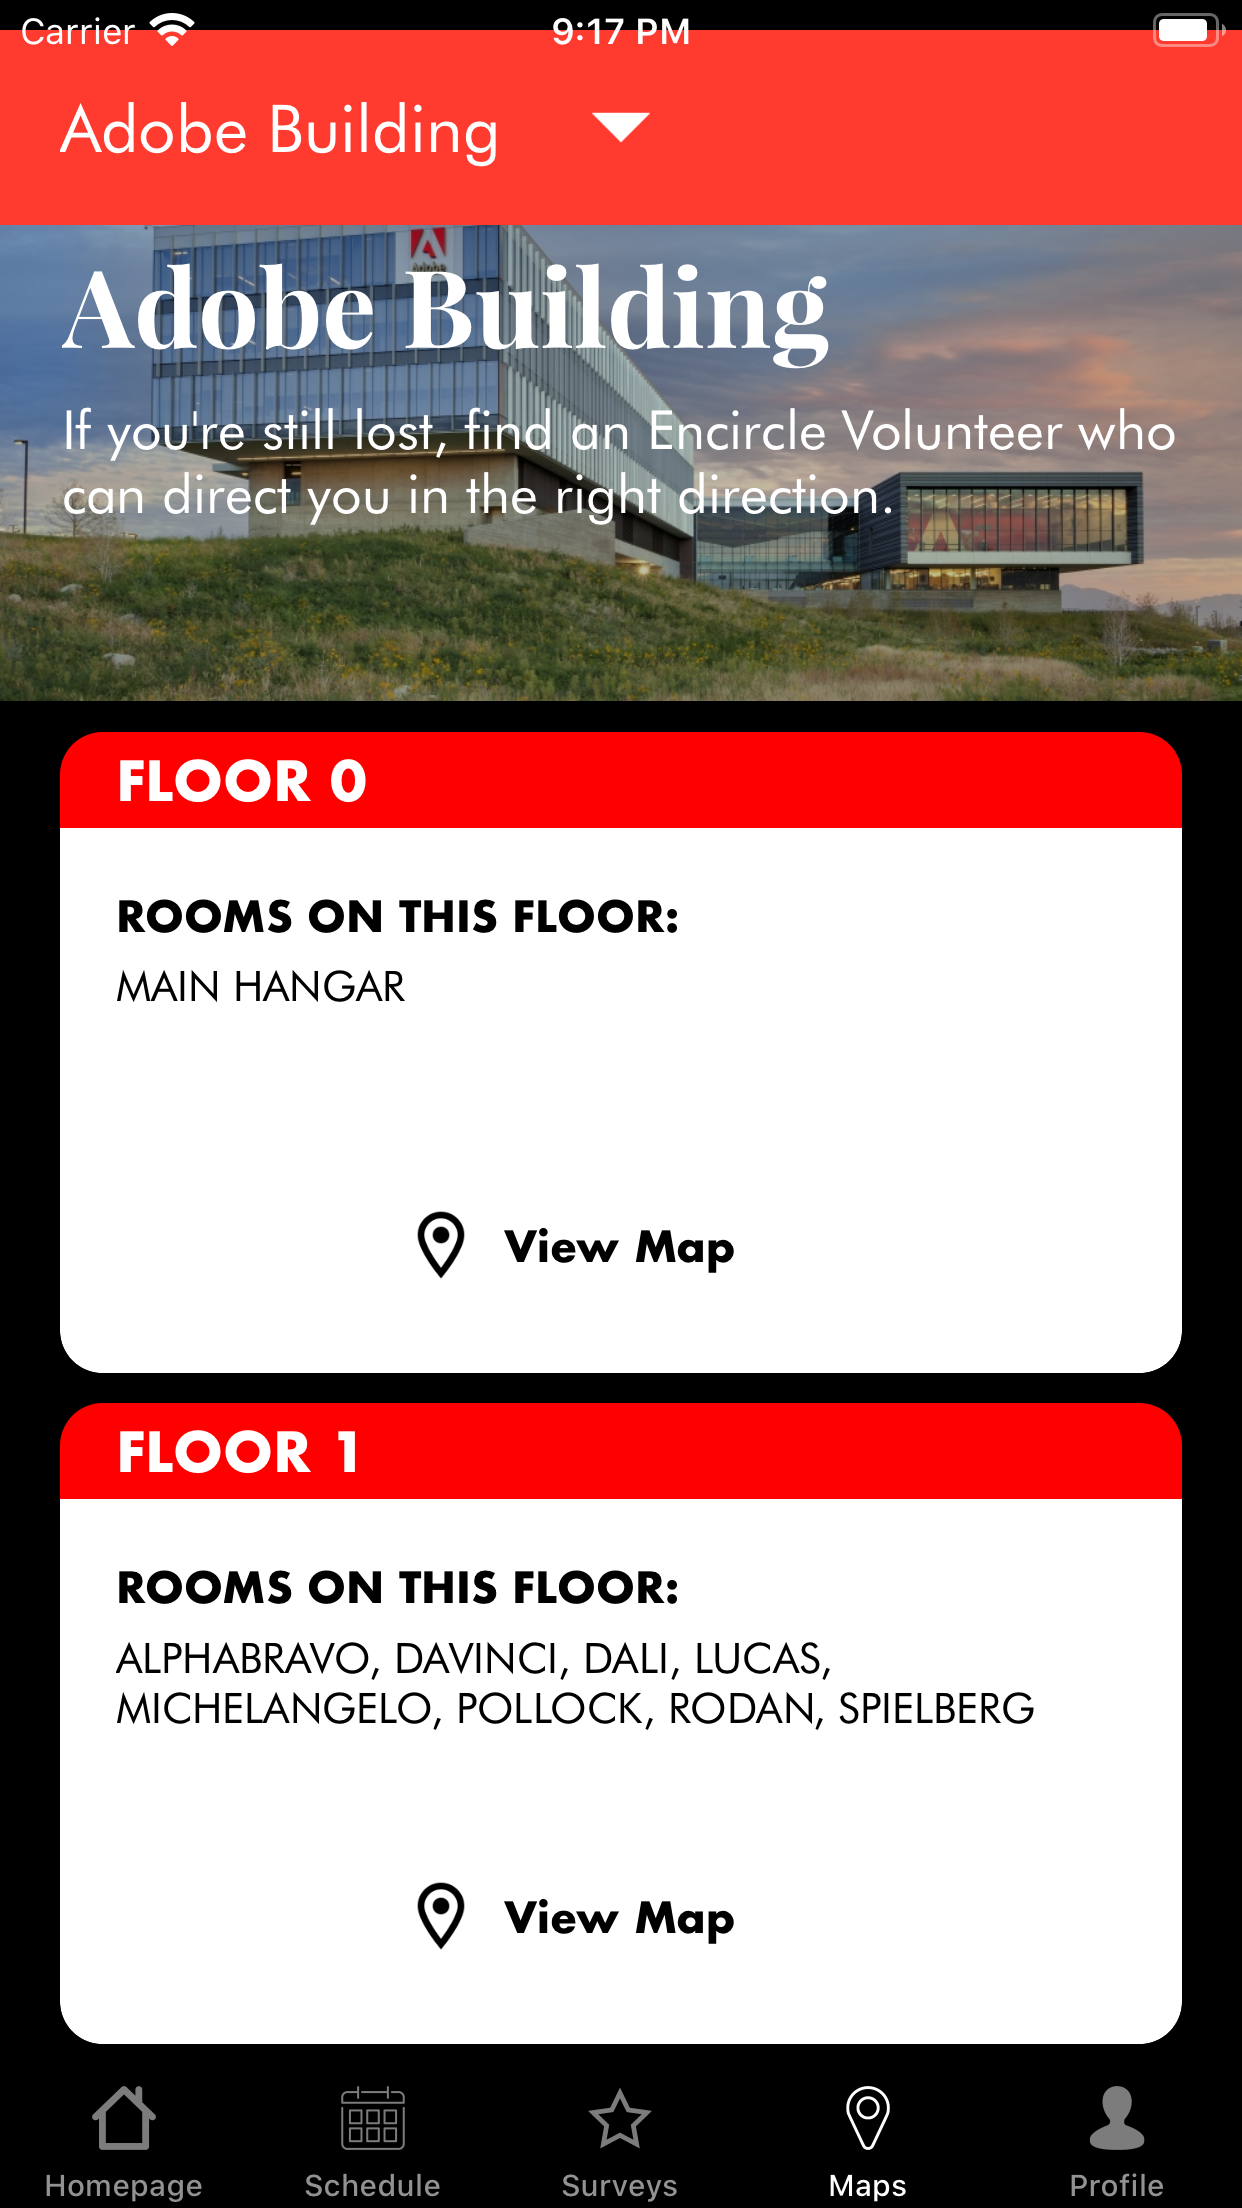 Carrier 9:17 PM
Adobe Building
Adobe
Adobe Building
If you're still lost, find an Encircle Volunteer who
can direct you in the right direction.
FLOOR 0
ROOMS ON THIS FLOOR:
MAIN HANGAR
View Map
FLOOR 1
ROOMS ON THIS FLOOR:
ALPHABRAVO, DAVINCI, DALI, LUCAS,
MICHELANGELO, POLLOCK, RODAN, SPIELBERG
View Map
Homepage Schedule Surveys Maps Profile